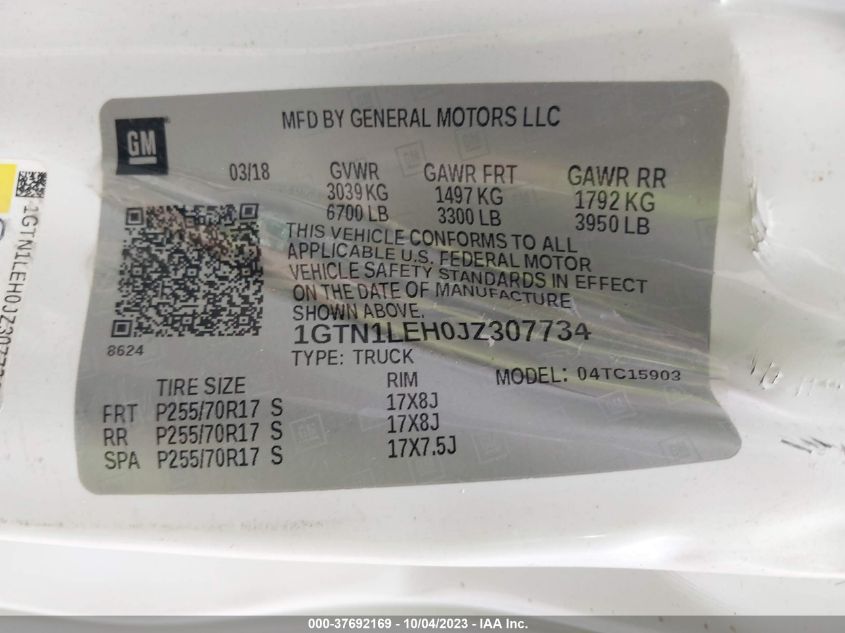 MFD BY GENERAL MOTORS LLC
GM
03/18 GVWR GAWR FRT GAWR RR
3039 KG 1497 KG 1792 KG
6700 LB 3300 LB 3950 LB
THIS VEHICLE CONFORMS TO ALL
APPLICABLE U.S. FEDERAL MOTOR
VEHICLE SAFETY STANDARDS IN EFFECT
ON THE DATE OF MANUFACTURE
SHOWN ABOVE.
1GTN1LEH0JZ307734
8624
TYPE: TRUCK
MODEL: 04TC15903
TIRE SIZE RIM
FRT P255/70R17 S 17X8J
RR P255/70R17 S 17X8J
SPA P255/70R17 S 17X7.5J
000-37692169 - 10/04/2023 - IAA Inc.